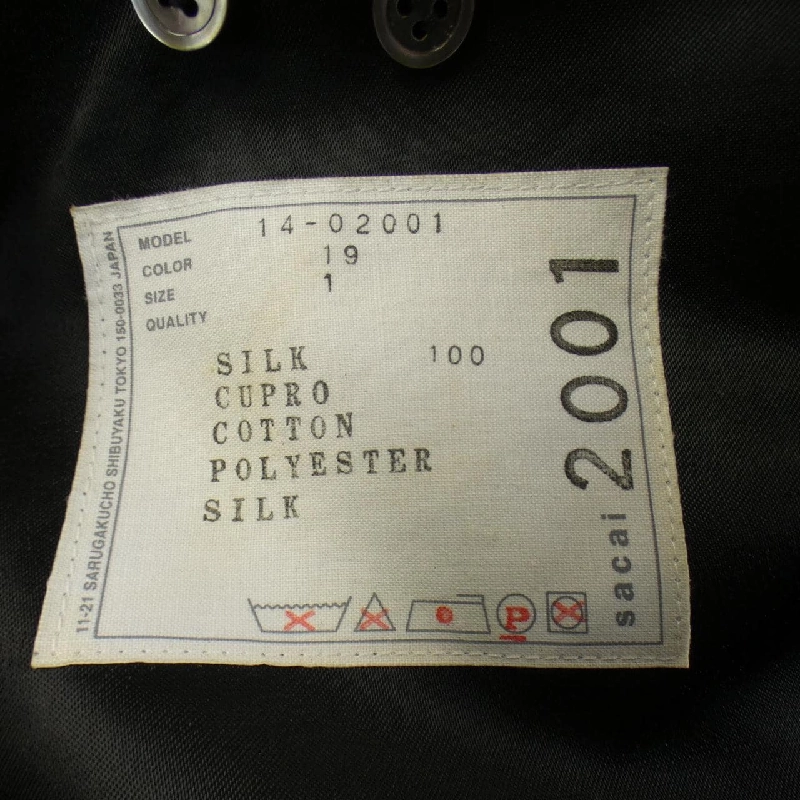 MODEL 14-02001
COLOR 19
SIZE 1
QUALITY
SILK 100
CUPRO
COTTON
POLYESTER
SILK
P
sacai 2001
11-21 SARUGAKUCHO SHIBUYAKU TOKYO 150-0033 JAPAN